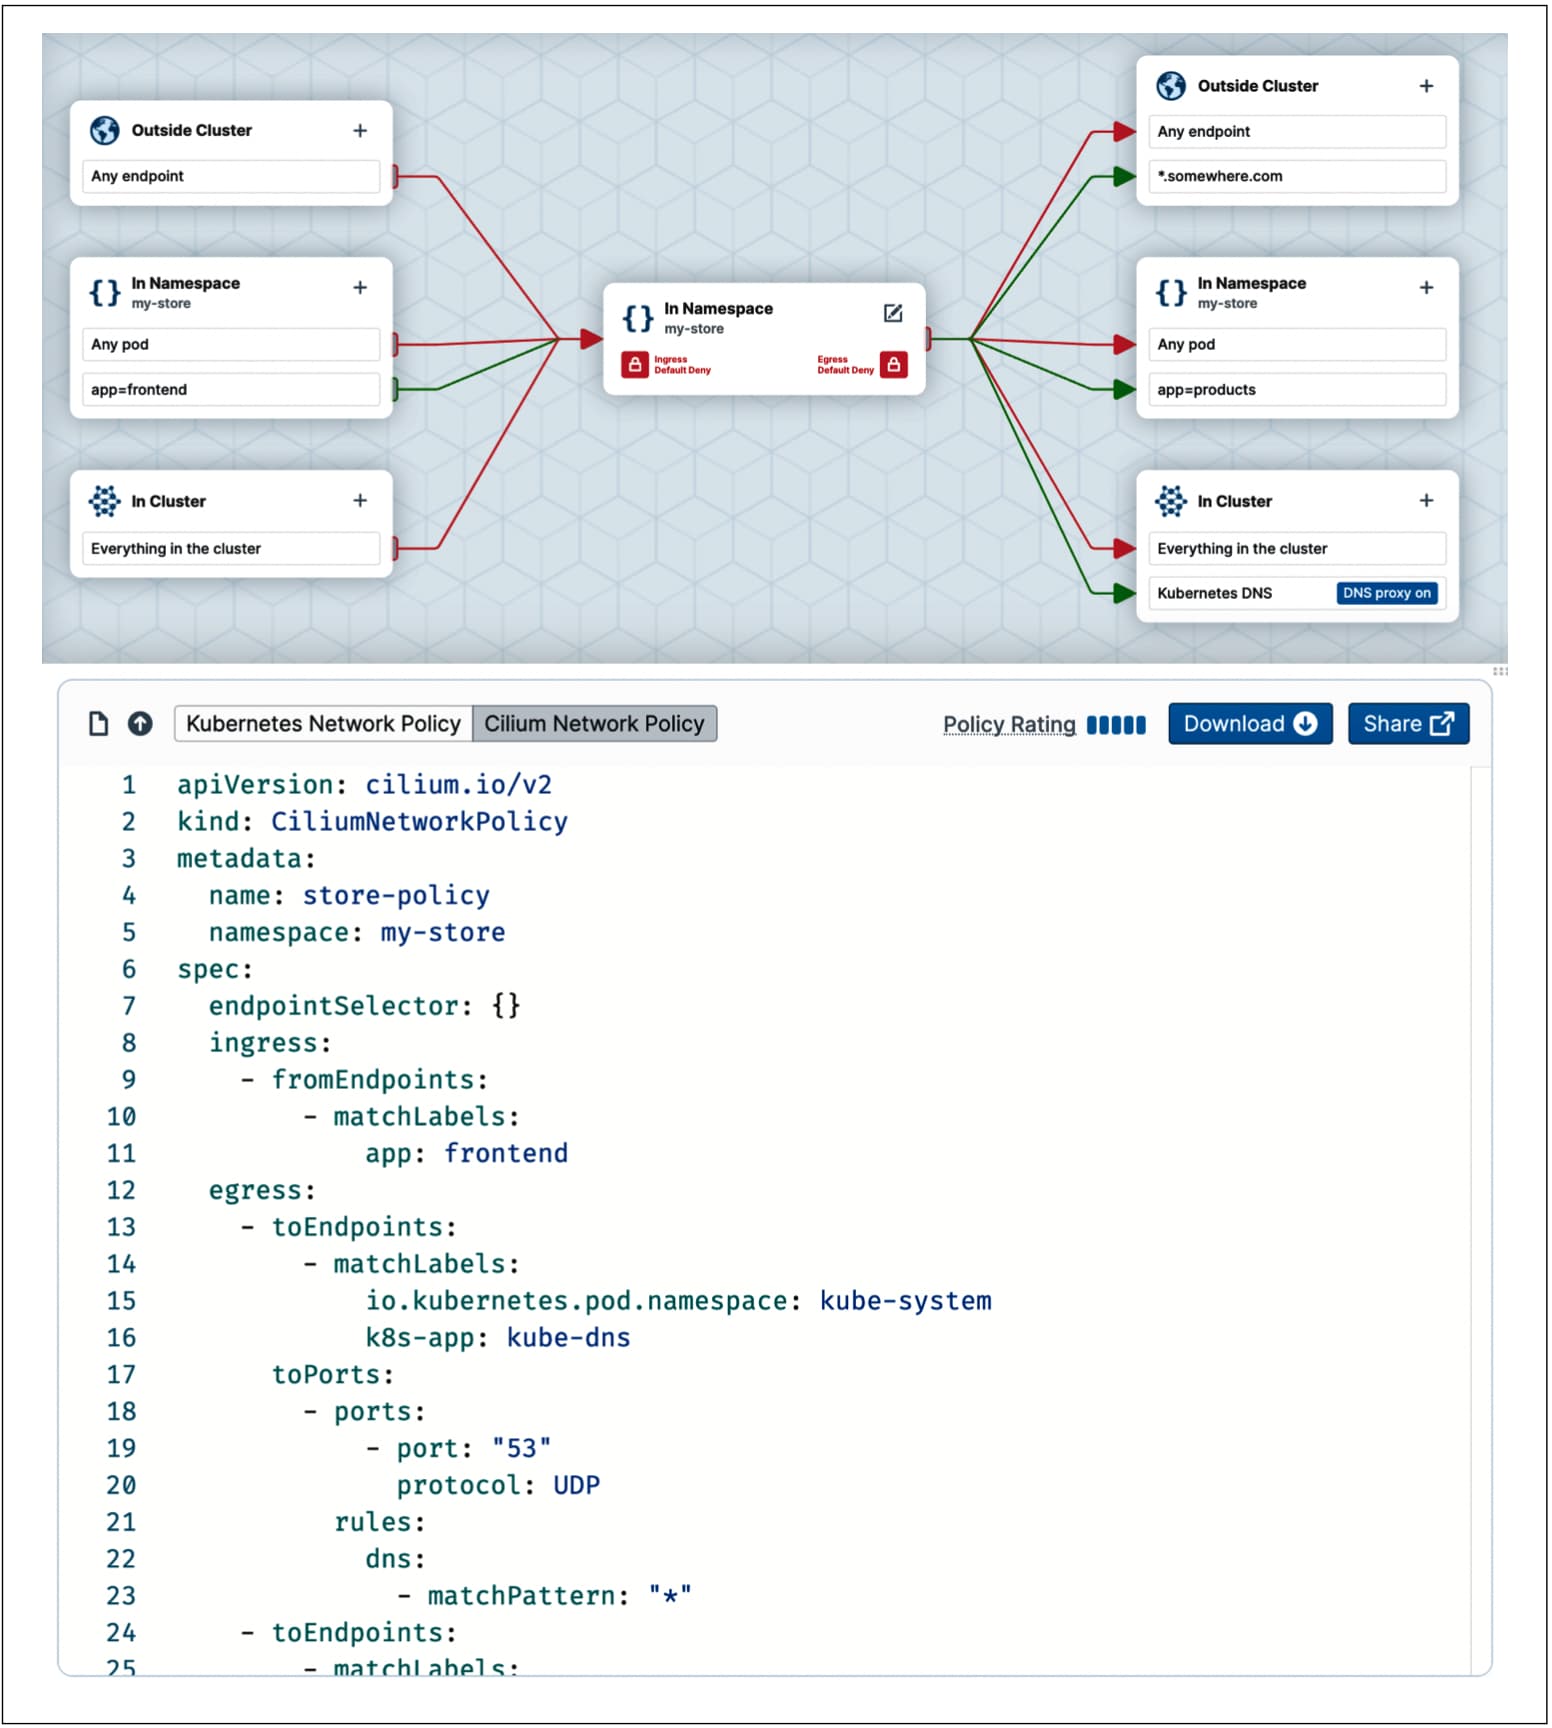 Outside Cluster +
Any endpoint
{} In Namespace +
my-store
Any pod
app=frontend
In Cluster +
Everything in the cluster
{} In Namespace
my-store
Ingress
Default Deny
Egress
Default Deny
Outside Cluster +
Any endpoint
*.somewhere.com
{} In Namespace +
my-store
Any pod
app=products
In Cluster +
Everything in the cluster
Kubernetes DNS DNS proxy on
Kubernetes Network Policy Cilium Network Policy Policy Rating Download Share
1 apiVersion: cilium.io/v2
2 kind: CiliumNetworkPolicy
3 metadata:
4 name: store-policy
5 namespace: my-store
6 spec:
7 endpointSelector: {}
8 ingress:
9 - fromEndpoints:
10 - matchLabels:
11 app: frontend
12 egress:
13 - toEndpoints:
14 - matchLabels:
15 io.kubernetes.pod.namespace: kube-system
16 k8s-app: kube-dns
17 toPorts:
18 - ports:
19 - port: "53"
20 protocol: UDP
21 rules:
22 dns:
23 - matchPattern: "*"
24 - toEndpoints:
25 - matchLabels: